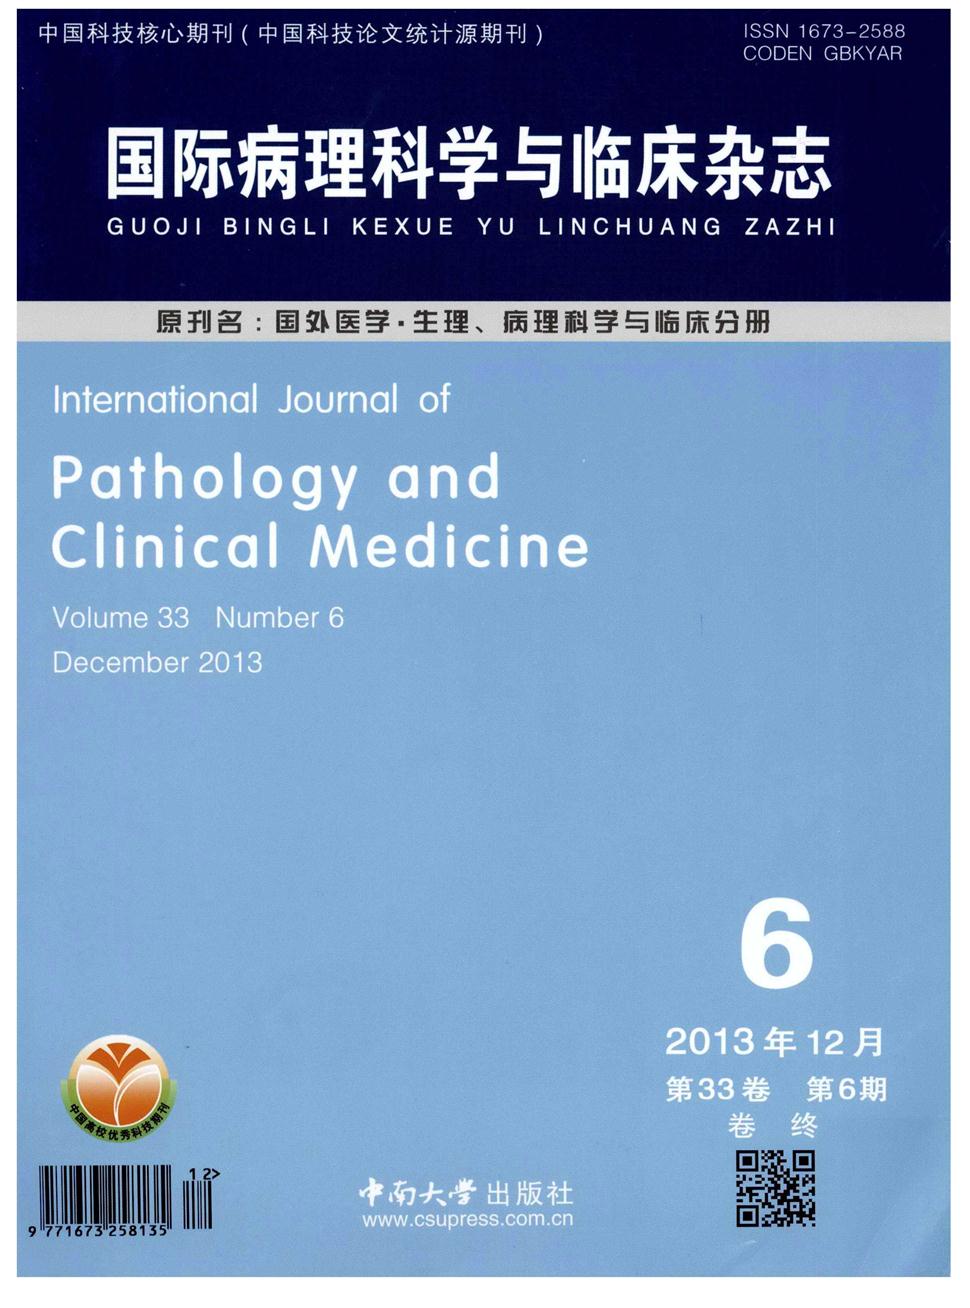 中国科技核心期刊(中国科技论文统计源期刊)
ISSN 1673-2588
CODEN GBKYAR
国际病理科学与临床杂志
GUOJI BINGLI KEXUE YU LINCHUANG ZAZHI
原刊名:国外医学·生理、病理科学与临床分册
International Journal of
Pathology and
Clinical Medicine
Volume 33 Number 6
December 2013
6
2013年12月
第33卷 第6期
卷 终
中国高校优秀科技期刊
12>
9 771673 258135
中南大学出版社
www.csupress.com.cn